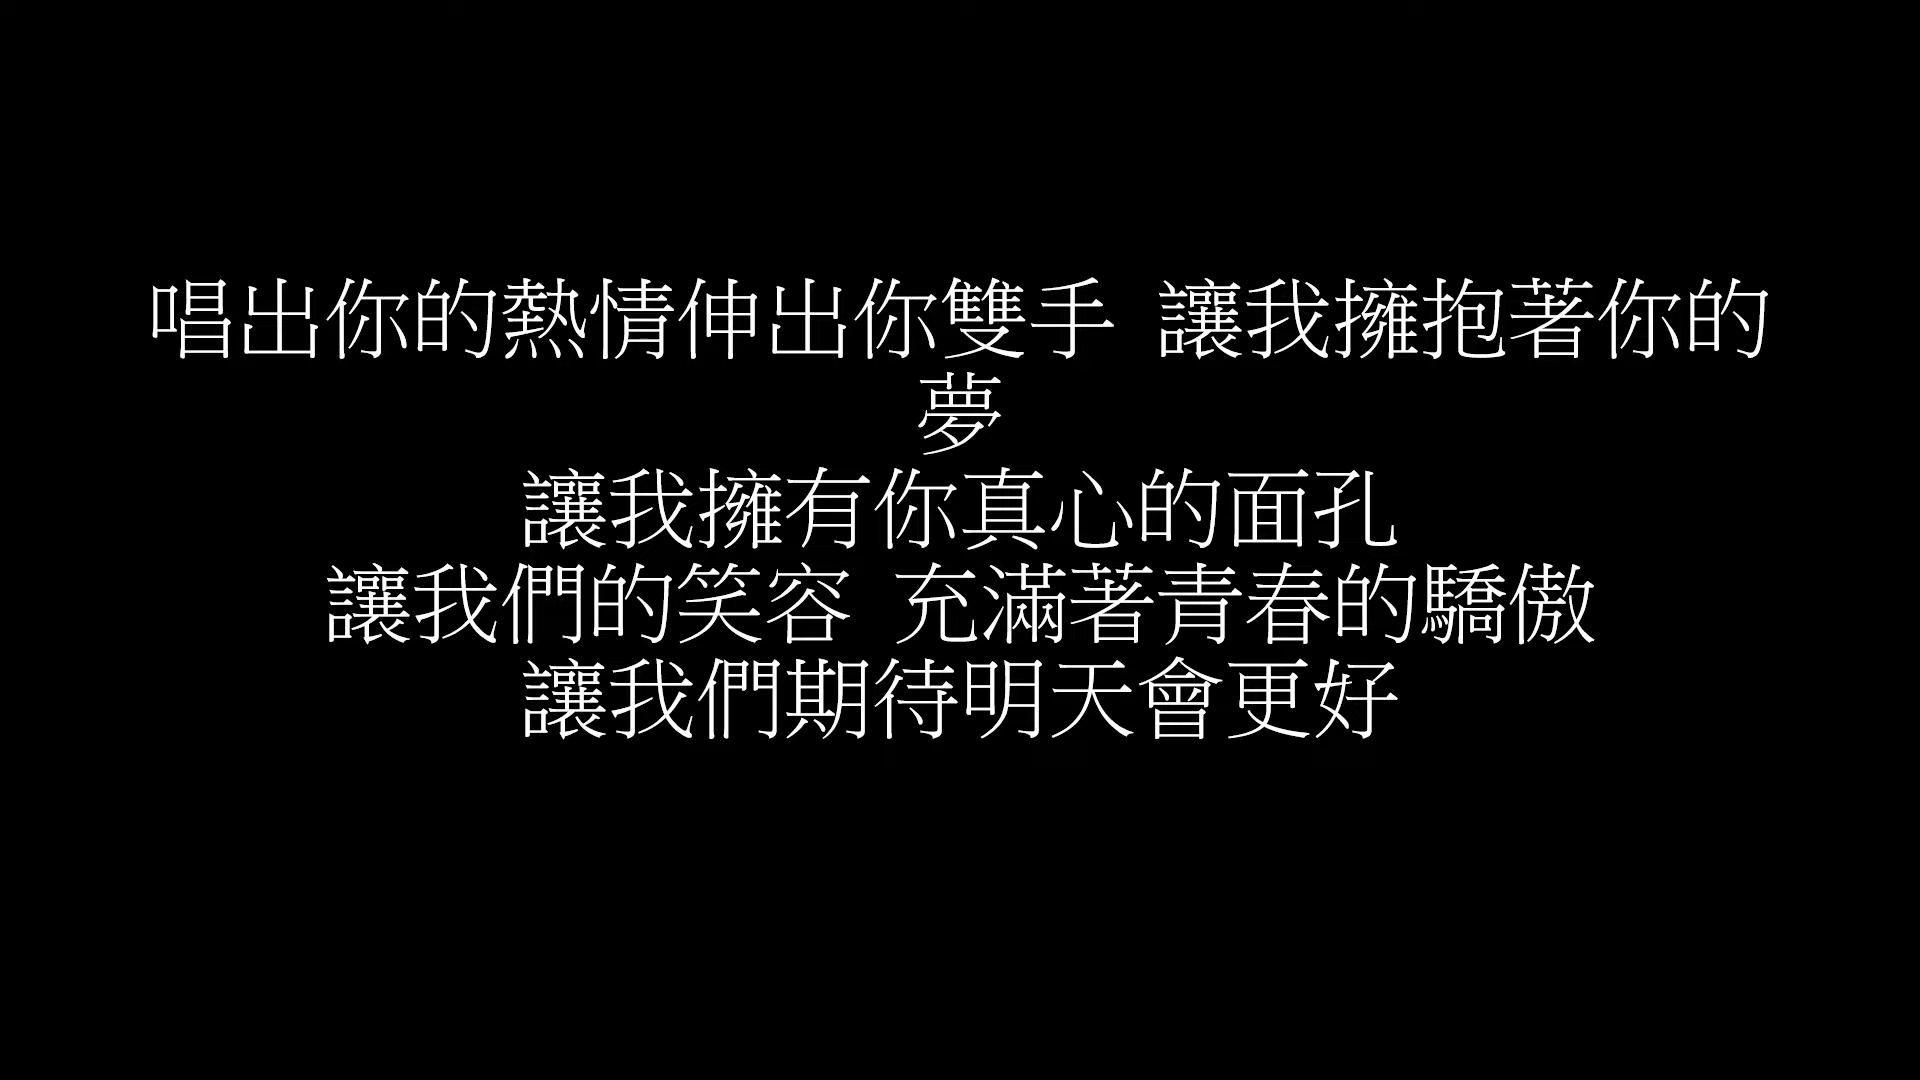 唱出你的熱情伸出你雙手 讓我擁抱著你的
夢
讓我擁有你真心的面孔
讓我們的笑容 充滿著青春的驕傲
讓我們期待明天會更好